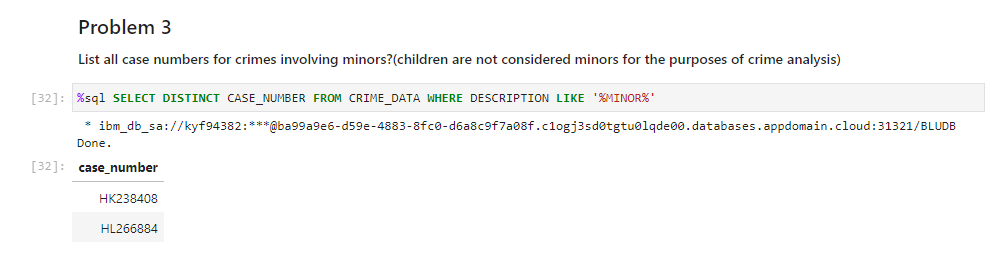 Problem 3
List all case numbers for crimes involving minors?(children are not considered minors for the purposes of crime analysis)
[32]: %sql SELECT DISTINCT CASE_NUMBER FROM CRIME_DATA WHERE DESCRIPTION LIKE '%MINOR%'
* ibm_db_sa://kyf94382:***@ba99a9e6-d59e-4883-8fc0-d6a8c9f7a08f.c1ogj3sd0tgtu0lqde00.databases.appdomain.cloud:31321/BLUDB
Done.
[32]: case_number
HK238408
HL266884